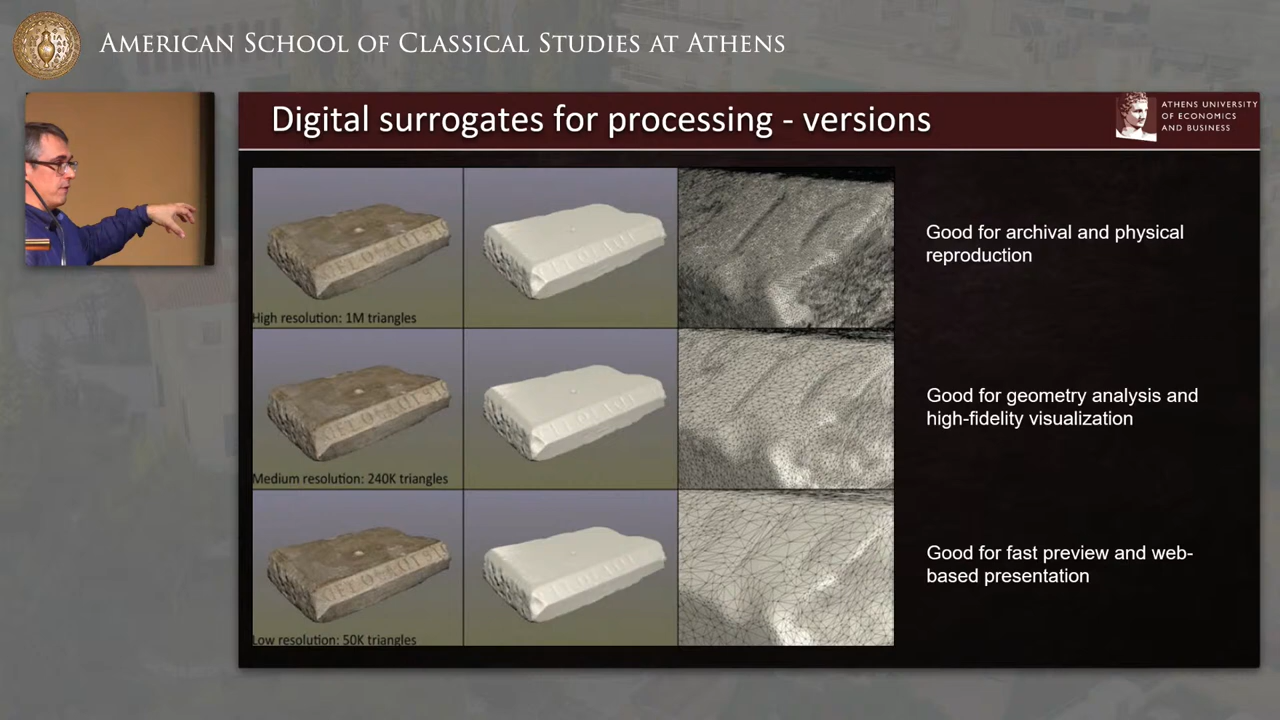 AMERICAN SCHOOL OF CLASSICAL STUDIES AT ATHENS
Digital surrogates for processing - versions
ATHENS UNIVERSITY
OF ECONOMICS
AND BUSINESS
High resolution: 1M triangles
Good for archival and physical
reproduction
Medium resolution: 240K triangles
Good for geometry analysis and
high-fidelity visualization
Low resolution: 50K triangles
Good for fast preview and web-
based presentation